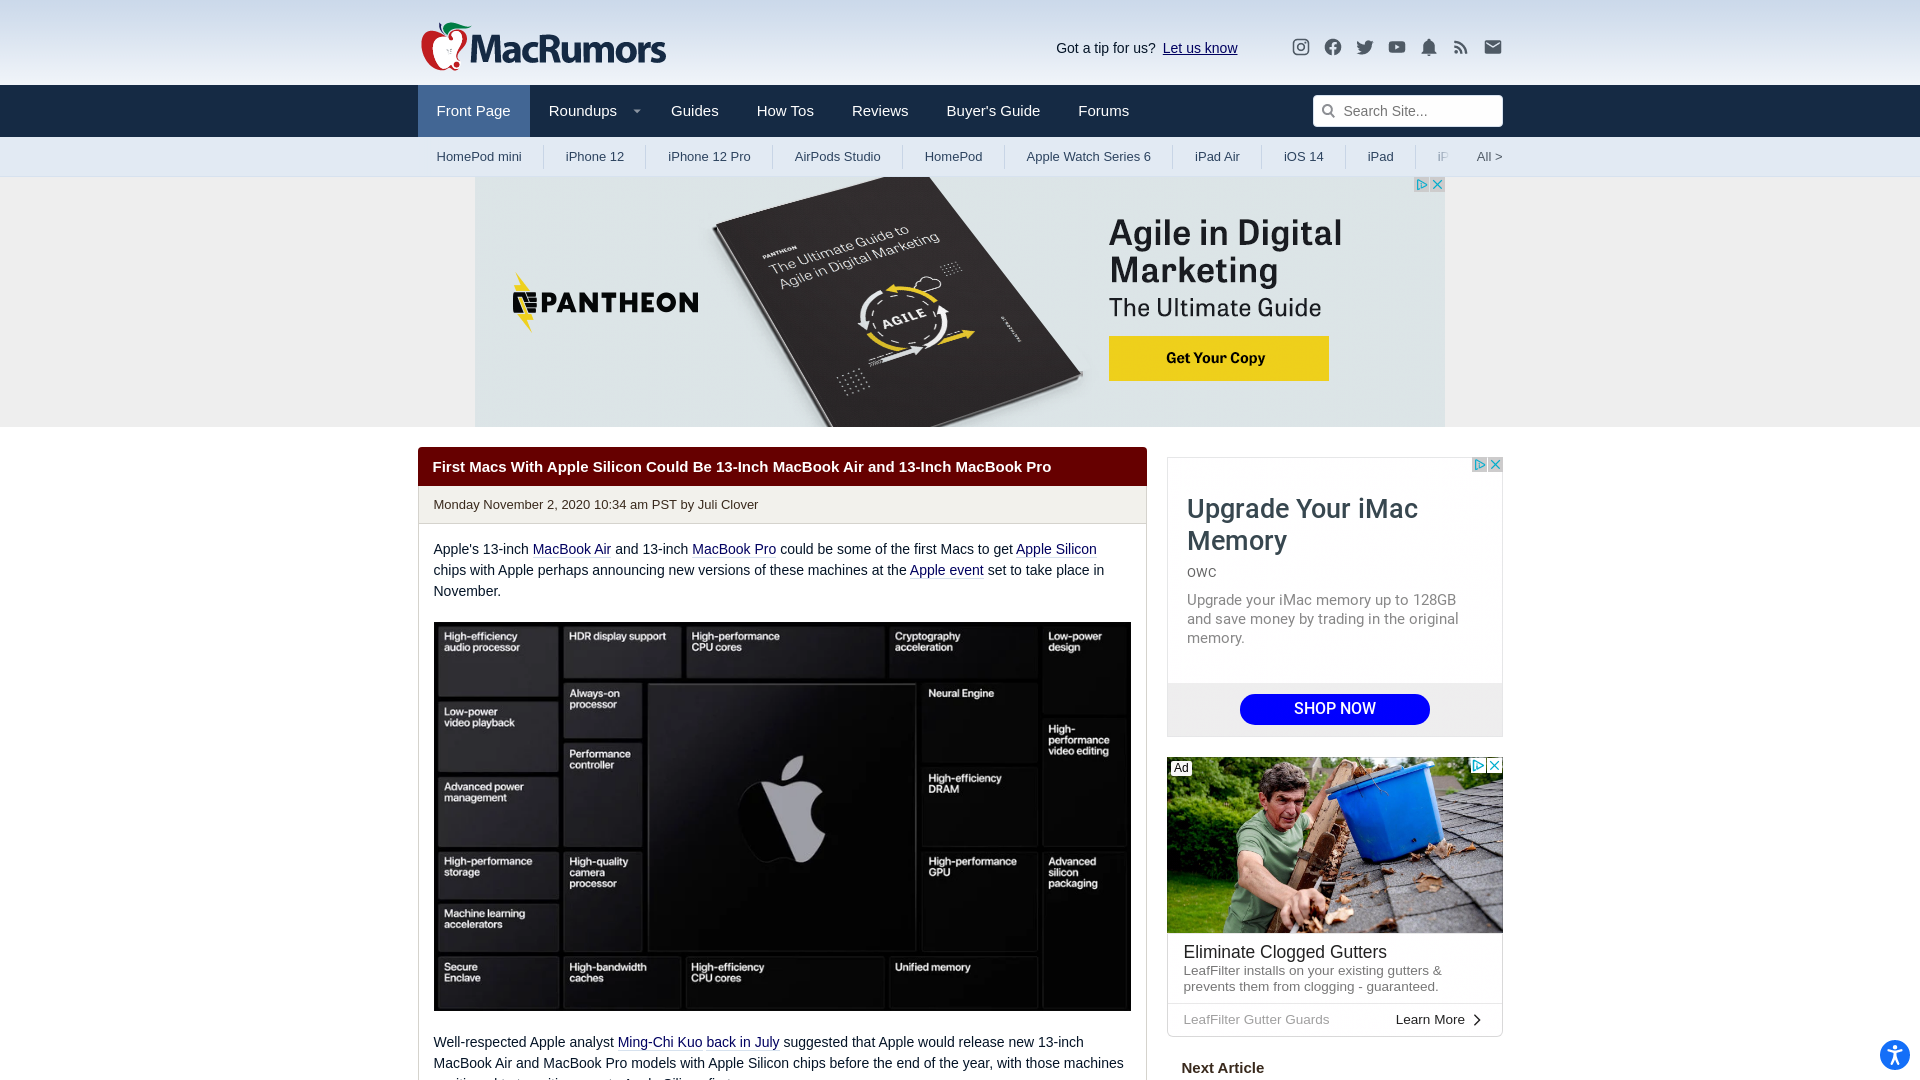 MacRumors
Got a tip for us? Let us know
Front Page
Roundups
Guides
How Tos
Reviews
Buyer's Guide
Forums
Search Site...
HomePod mini
iPhone 12
iPhone 12 Pro
AirPods Studio
HomePod
Apple Watch Series 6
iPad Air
iOS 14
iPad
All >
PANTHEON
PANTHEON
The Ultimate Guide to
Agile in Digital Marketing
AGILE
Agile in Digital
Marketing
The Ultimate Guide
Get Your Copy
First Macs With Apple Silicon Could Be 13-Inch MacBook Air and 13-Inch MacBook Pro
Monday November 2, 2020 10:34 am PST by Juli Clover
Apple's 13-inch MacBook Air and 13-inch MacBook Pro could be some of the first Macs to get Apple Silicon
chips with Apple perhaps announcing new versions of these machines at the Apple event set to take place in
November.
High-efficiency
audio processor
HDR display support
High-performance
CPU cores
Cryptography
acceleration
Low-power
design
Always-on
processor
Neural Engine
Low-power
video playback
High-
performance
video editing
Performance
controller
High-efficiency
DRAM
Advanced power
management
High-performance
storage
High-quality
camera
processor
High-performance
GPU
Advanced
silicon
packaging
Machine learning
accelerators
Secure
Enclave
High-bandwidth
caches
High-efficiency
CPU cores
Unified memory
Well-respected Apple analyst Ming-Chi Kuo back in July suggested that Apple would release new 13-inch
MacBook Air and MacBook Pro models with Apple Silicon chips before the end of the year, with those machines
Upgrade Your iMac
Memory
OWC
Upgrade your iMac memory up to 128GB
and save money by trading in the original
memory.
SHOP NOW
Ad
Eliminate Clogged Gutters
LeafFilter installs on your existing gutters &
prevents them from clogging - guaranteed.
LeafFilter Gutter Guards
Learn More
Next Article